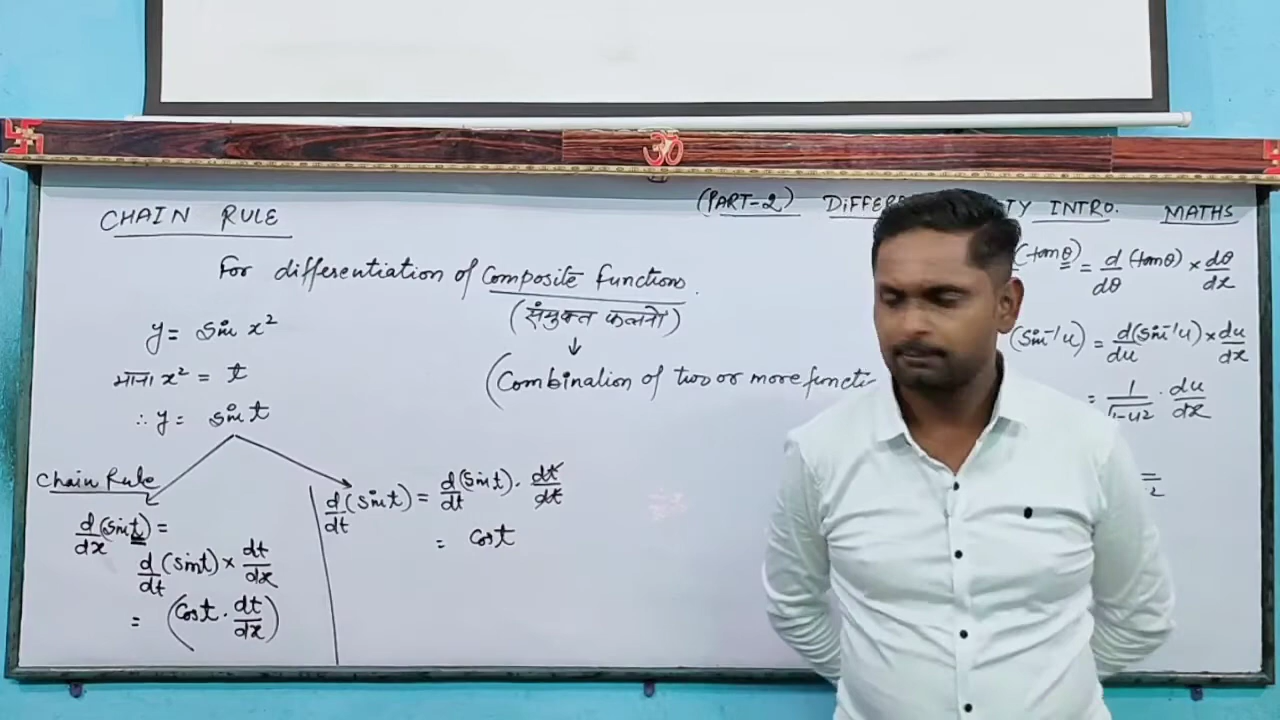 ॐ
(PART-2) DIFFER TY INTRO. MATHS
CHAIN RULE
For differentiation of Composite functions.
(संयुक्त फलनो)
↓
(Combination of two or more functi
y = sin x²
माना x² = t
∴ y = sin t
Chain Rule
d/dx (sin t) =
d/dt (sin t) × dt/dx
= (cos t · dt/dx)
d/dt (sin t) = d/dt (sin t) · dt/dt
= cos t
(tanθ) = d/dθ (tanθ) × dθ/dx
(sin⁻¹u) = d(sin⁻¹u)/du × du/dx
= 1/√1-u² · du/dx